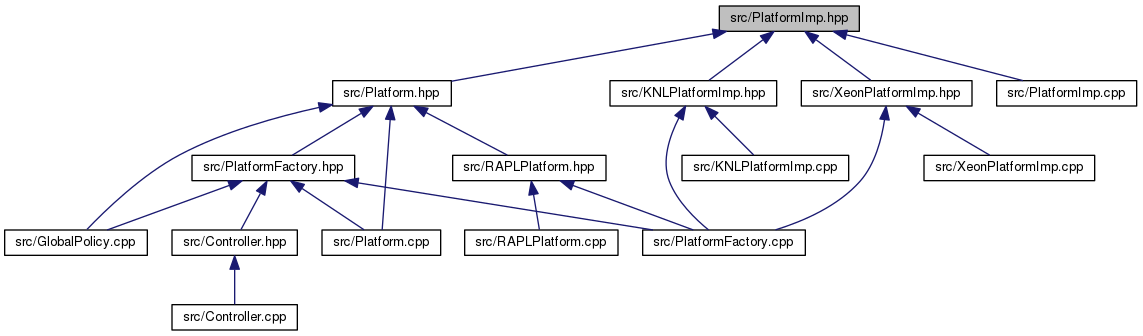 src/PlatformImp.hpp
src/Platform.hpp
src/KNLPlatformImp.hpp
src/XeonPlatformImp.hpp
src/PlatformImp.cpp
src/PlatformFactory.hpp
src/RAPLPlatform.hpp
src/KNLPlatformImp.cpp
src/XeonPlatformImp.cpp
src/GlobalPolicy.cpp
src/Controller.hpp
src/Platform.cpp
src/RAPLPlatform.cpp
src/PlatformFactory.cpp
src/Controller.cpp